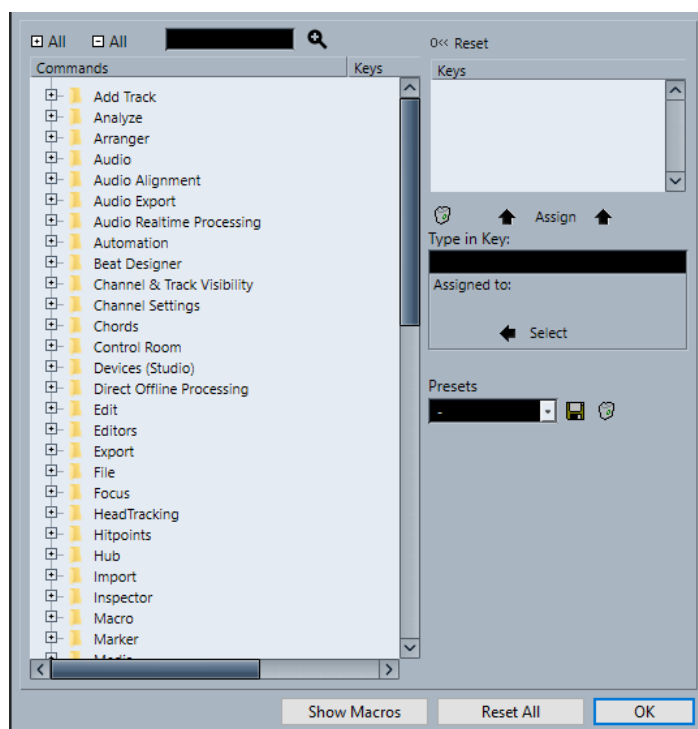 All All
0<< Reset
Commands Keys
Keys
Add Track
Analyze
Arranger
Audio
Audio Alignment
Audio Export
Audio Realtime Processing
Automation
Beat Designer
Channel & Track Visibility
Channel Settings
Chords
Control Room
Devices (Studio)
Direct Offline Processing
Edit
Editors
Export
File
Focus
HeadTracking
Hitpoints
Hub
Import
Inspector
Macro
Marker
Media
Assign
Type in Key:
Assigned to:
Select
Presets
-
Show Macros
Reset All
OK